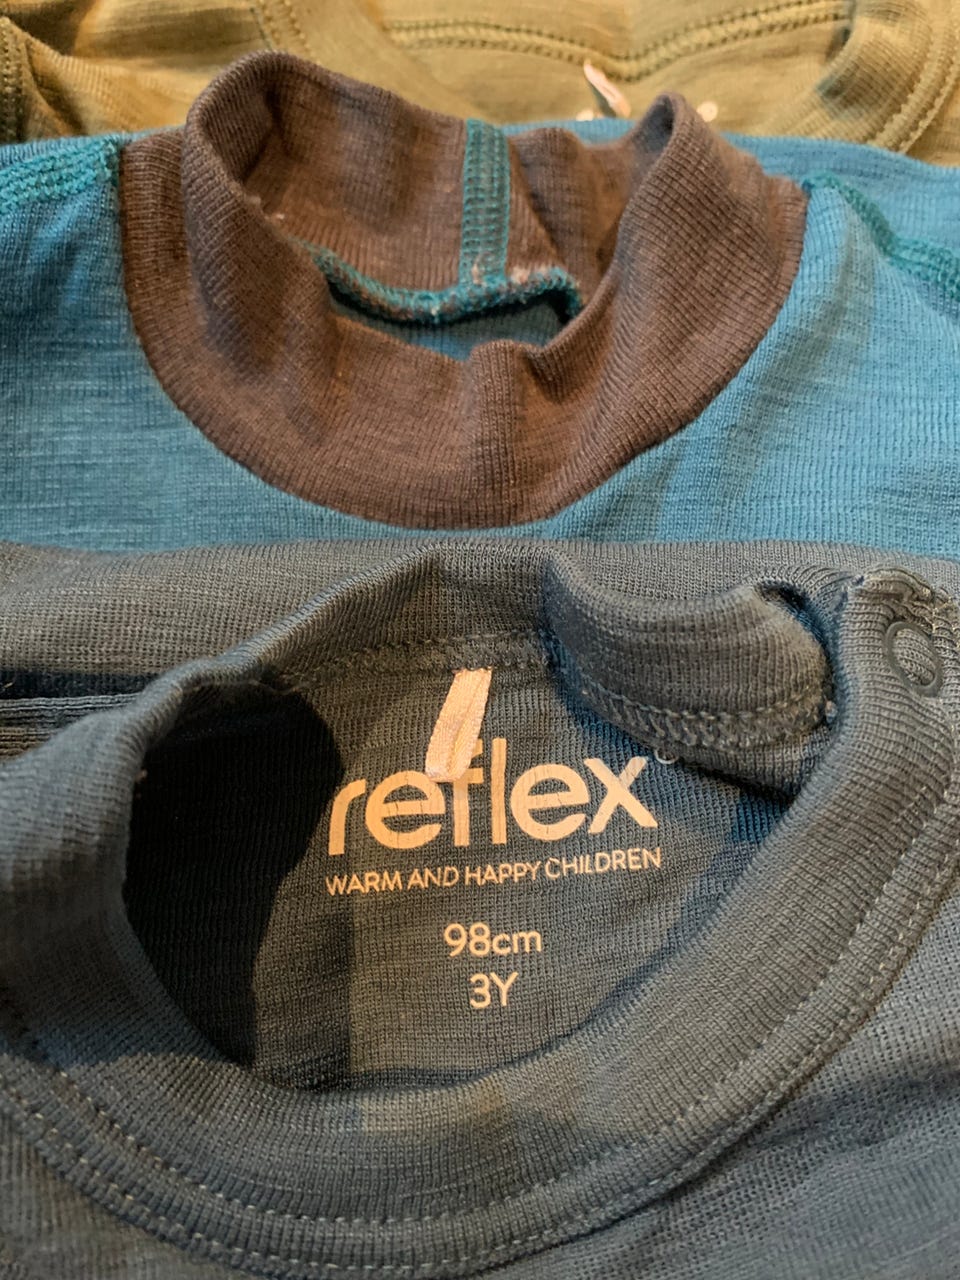 reflex
WARM AND HAPPY CHILDREN
98cm
3Y